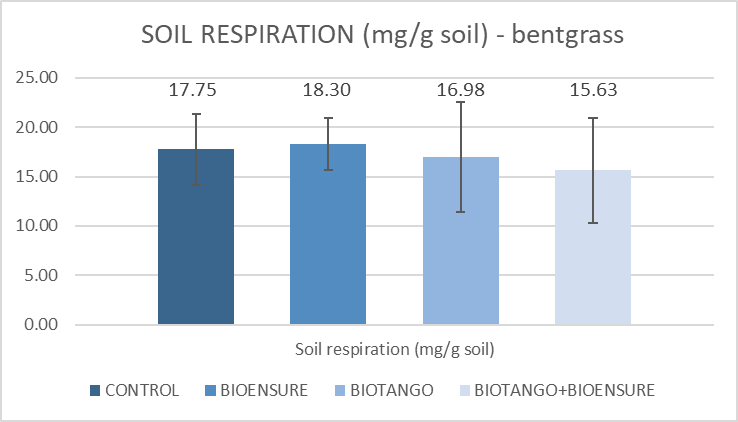 SOIL RESPIRATION (mg/g soil) - bentgrass
25.00
20.00
15.00
10.00
5.00
0.00
17.75 18.30 16.98 15.63
Soil respiration (mg/g soil)
CONTROL BIOENSURE BIOTANGO BIOTANGO+BIOENSURE